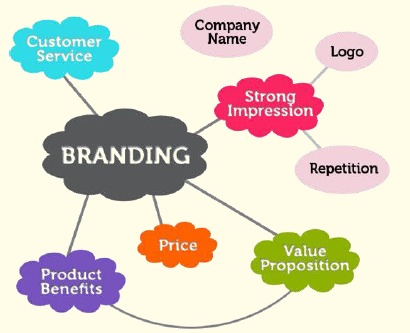 Company
Name
Customer
Service
Logo
Strong
Impression
BRANDING
Repetition
Price
Value
Proposition
Product
Benefits